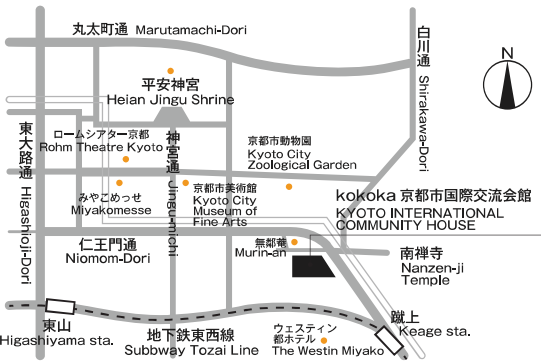 丸太町通 Marutamachi-Dori
白川通 Shirakawa-Dori
N
平安神宮
Heian Jingu Shrine
東大路通 Higashioji-Dori
ロームシアター京都
Rohm Theatre Kyoto
神宮通 Jingu-michi
京都市動物園
Kyoto City
Zoological Garden
みやこめっせ
Miyakomesse
京都市美術館
Kyoto City
Museum of
Fine Arts
kokoka 京都市国際交流会館
KYOTO INTERNATIONAL
COMMUNITY HOUSE
仁王門通
Niomom-Dori
無鄰菴
Murin-an
南禅寺
Nanzen-ji
Temple
東山
Higashiyama sta.
地下鉄東西線
Subbway Tozai Line
ウェスティン
都ホテル
The Westin Miyako
蹴上
Keage sta.